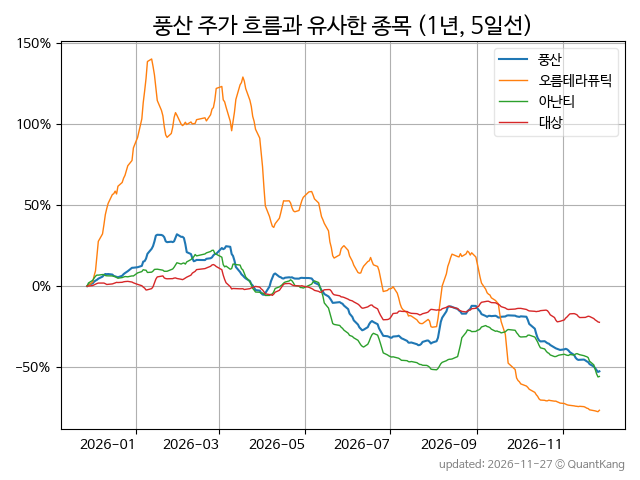 풍산 주가 흐름과 유사한 종목 (1년, 5일선)
150%
100%
50%
0%
−50%
풍산
오름테라퓨틱
아난티
대상
2026-01 2026-03 2026-05 2026-07 2026-09 2026-11
updated: 2026-11-27 © QuantKang